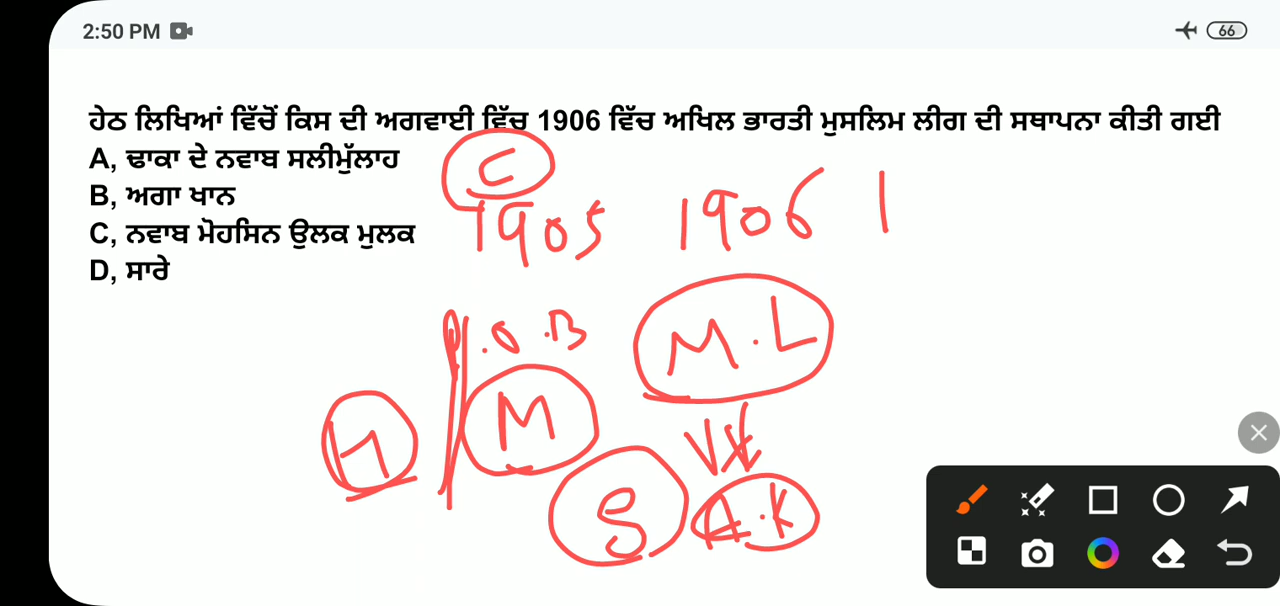 2:50 PM
66
ਹੇਠ ਲਿਖਿਆਂ ਵਿੱਚੋਂ ਕਿਸ ਦੀ ਅਗਵਾਈ ਵਿੱਚ 1906 ਵਿੱਚ ਅਖਿਲ ਭਾਰਤੀ ਮੁਸਲਿਮ ਲੀਗ ਦੀ ਸਥਾਪਨਾ ਕੀਤੀ ਗਈ
A, ਢਾਕਾ ਦੇ ਨਵਾਬ ਸਲੀਮੁੱਲਾਹ
B, ਅਗਾ ਖਾਨ
C, ਨਵਾਬ ਮੋਹਸਿਨ ਉਲਕ ਮੁਲਕ
D, ਸਾਰੇ
C
1905 1906 1
P.O.B M.L
H M
S A.K